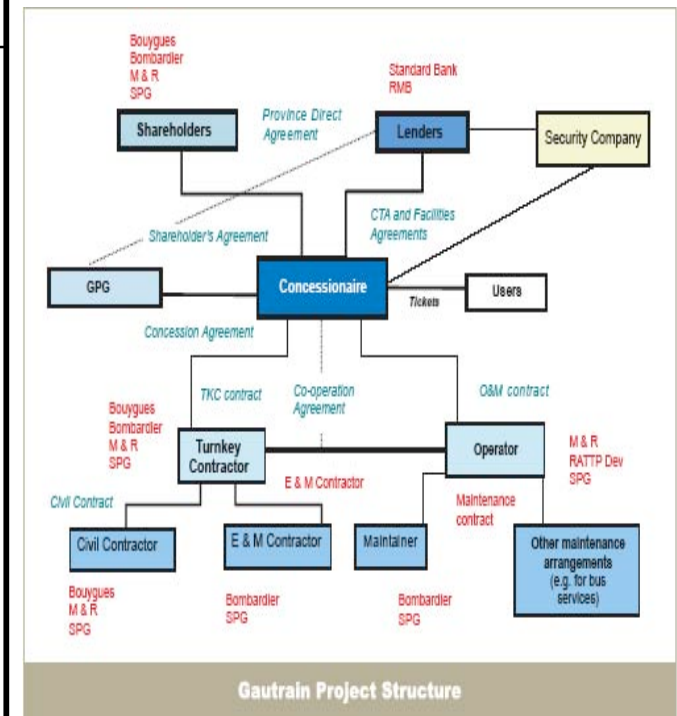 Bouygues
Bombardier
M & R
SPG
Standard Bank
RMB
Province Direct
Agreement
Shareholders
Lenders
Security Company
Shareholder's Agreement
CTA and Facilities
Agreements
GPG
Concessionaire
Tickets
Users
Concession Agreement
TKC contract
Co-operation
Agreement
O&M contract
Bouygues
Bombardier
M & R
SPG
Turnkey
Contractor
Operator
M & R
RATTP Dev
SPG
E & M Contractor
Civil Contract
Maintenance
contract
Civil Contractor
E & M Contractor
Maintainer
Other maintenance
arrangements
(e.g. for bus
services)
Bouygues
M & R
SPG
Bombardier
SPG
Bombardier
SPG
Gautrain Project Structure